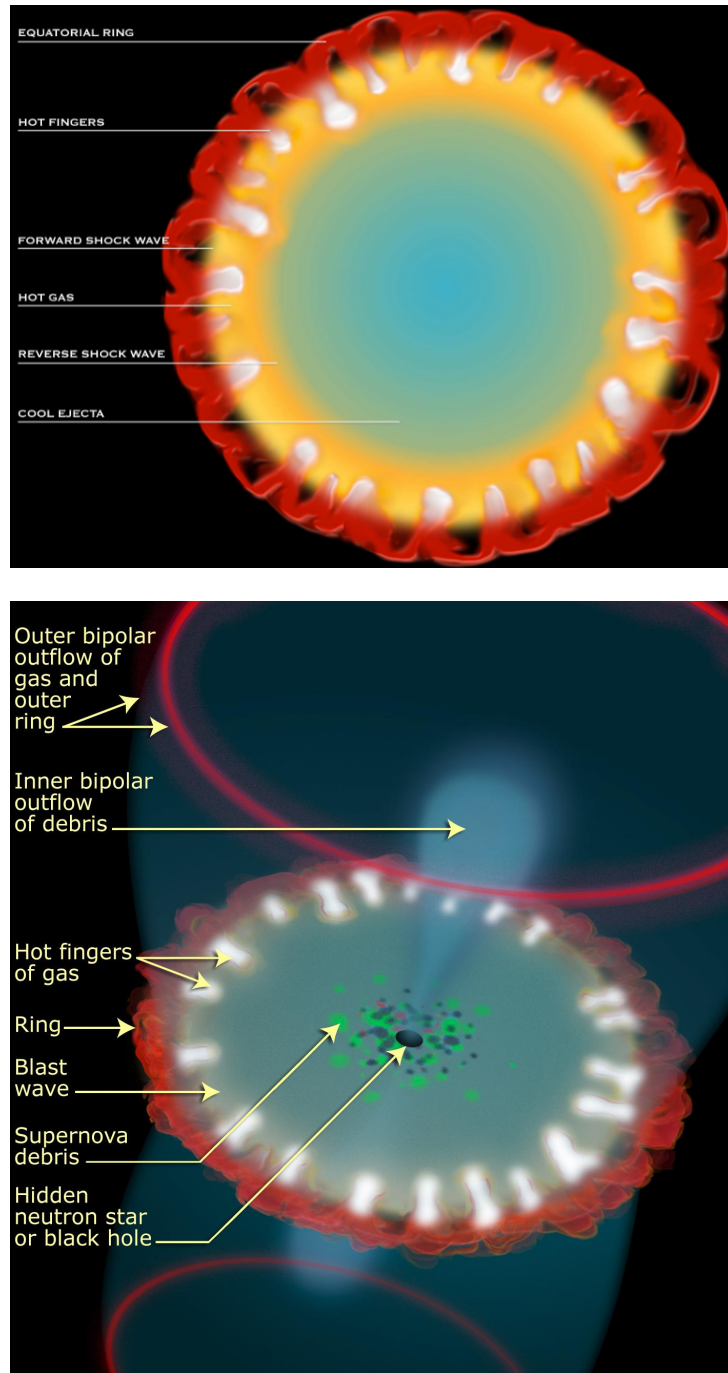 EQUATORIAL RING
HOT FINGERS
FORWARD SHOCK WAVE
HOT GAS
REVERSE SHOCK WAVE
COOL EJECTA
Outer bipolar
outflow of
gas and
outer
ring
Inner bipolar
outflow
of debris
Hot fingers
of gas
Ring
Blast
wave
Supernova
debris
Hidden
neutron star
or black hole